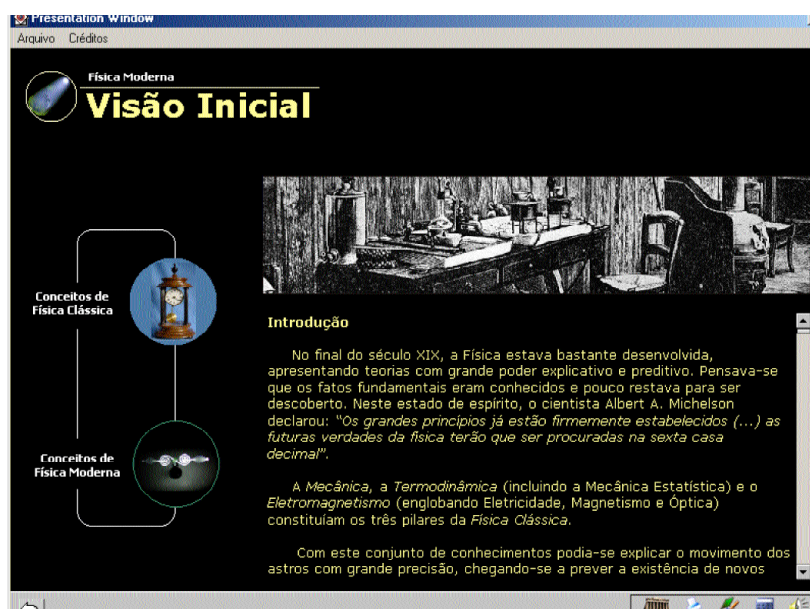 Presentation Window
Arquivo Créditos
Física Moderna
Visão Inicial
Conceitos de
Física Clássica
Conceitos de
Física Moderna
Introdução
No final do século XIX, a Física estava bastante desenvolvida,
apresentando teorias com grande poder explicativo e preditivo. Pensava-se
que os fatos fundamentais eram conhecidos e pouco restava para ser
descoberto. Neste estado de espírito, o cientista Albert A. Michelson
declarou: “Os grandes princípios já estão firmemente estabelecidos (...) as
futuras verdades da física terão que ser procuradas na sexta casa
decimal”.
A Mecânica, a Termodinâmica (incluindo a Mecânica Estatística) e o
Eletromagnetismo (englobando Eletricidade, Magnetismo e Óptica)
constituíam os três pilares da Física Clássica.
Com este conjunto de conhecimentos podia-se explicar o movimento dos
astros com grande precisão, chegando-se a prever a existência de novos